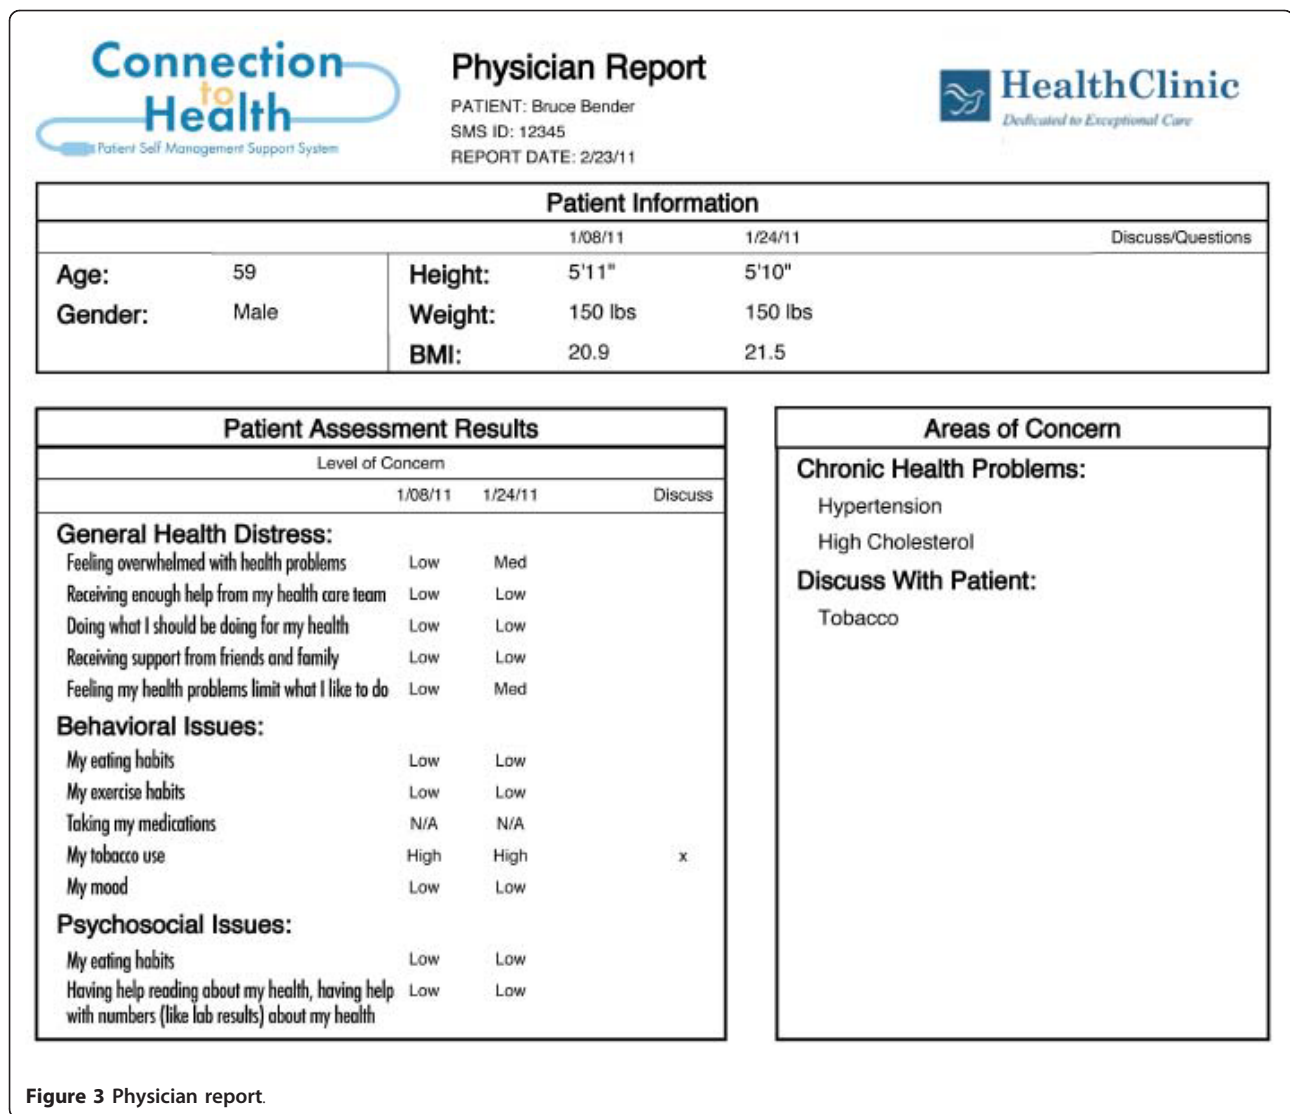 Connection
to
Health
Patient Self Management Support System
Physician Report
PATIENT: Bruce Bender
SMS ID: 12345
REPORT DATE: 2/23/11
HealthClinic
Dedicated to Exceptional Care
Patient Information
1/08/11 1/24/11 Discuss/Questions
Age: 59 Height: 5'11" 5'10"
Gender: Male Weight: 150 lbs 150 lbs
BMI: 20.9 21.5
Patient Assessment Results
Level of Concern
1/08/11 1/24/11 Discuss
General Health Distress:
Feeling overwhelmed with health problems Low Med
Receiving enough help from my health care team Low Low
Doing what I should be doing for my health Low Low
Receiving support from friends and family Low Low
Feeling my health problems limit what I like to do Low Med
Behavioral Issues:
My eating habits Low Low
My exercise habits Low Low
Taking my medications N/A N/A
My tobacco use High High x
My mood Low Low
Psychosocial Issues:
My eating habits Low Low
Having help reading about my health, having help Low Low
with numbers (like lab results) about my health
Areas of Concern
Chronic Health Problems:
Hypertension
High Cholesterol
Discuss With Patient:
Tobacco
Figure 3 Physician report.